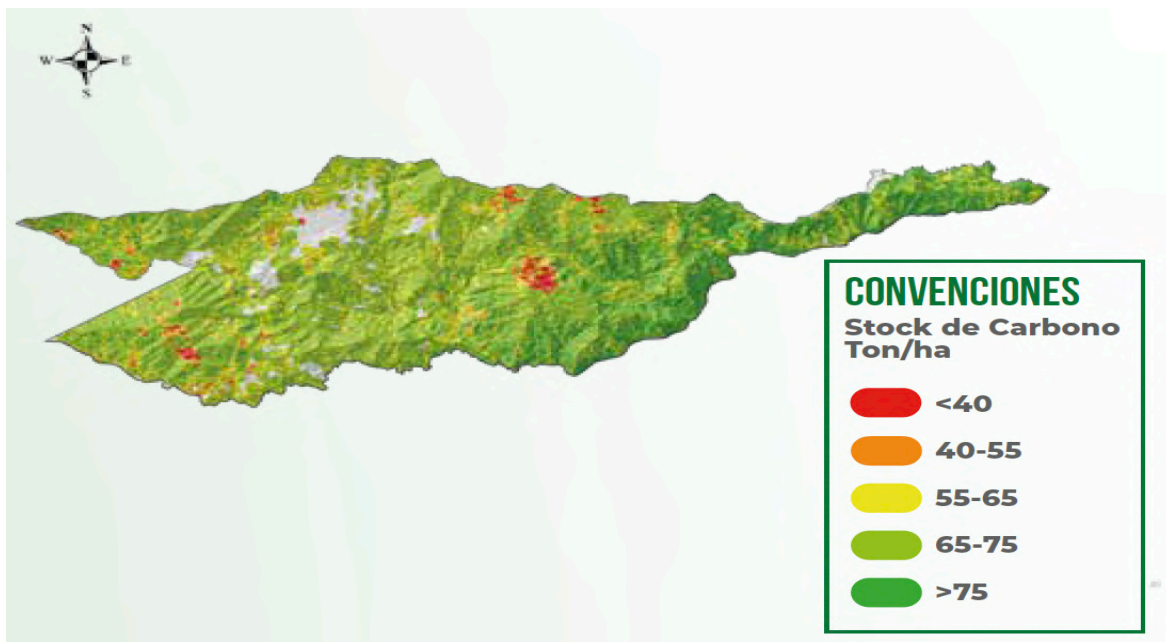 N
W E
S
CONVENCIONES
Stock de Carbono
Ton/ha
<40
40-55
55-65
65-75
>75